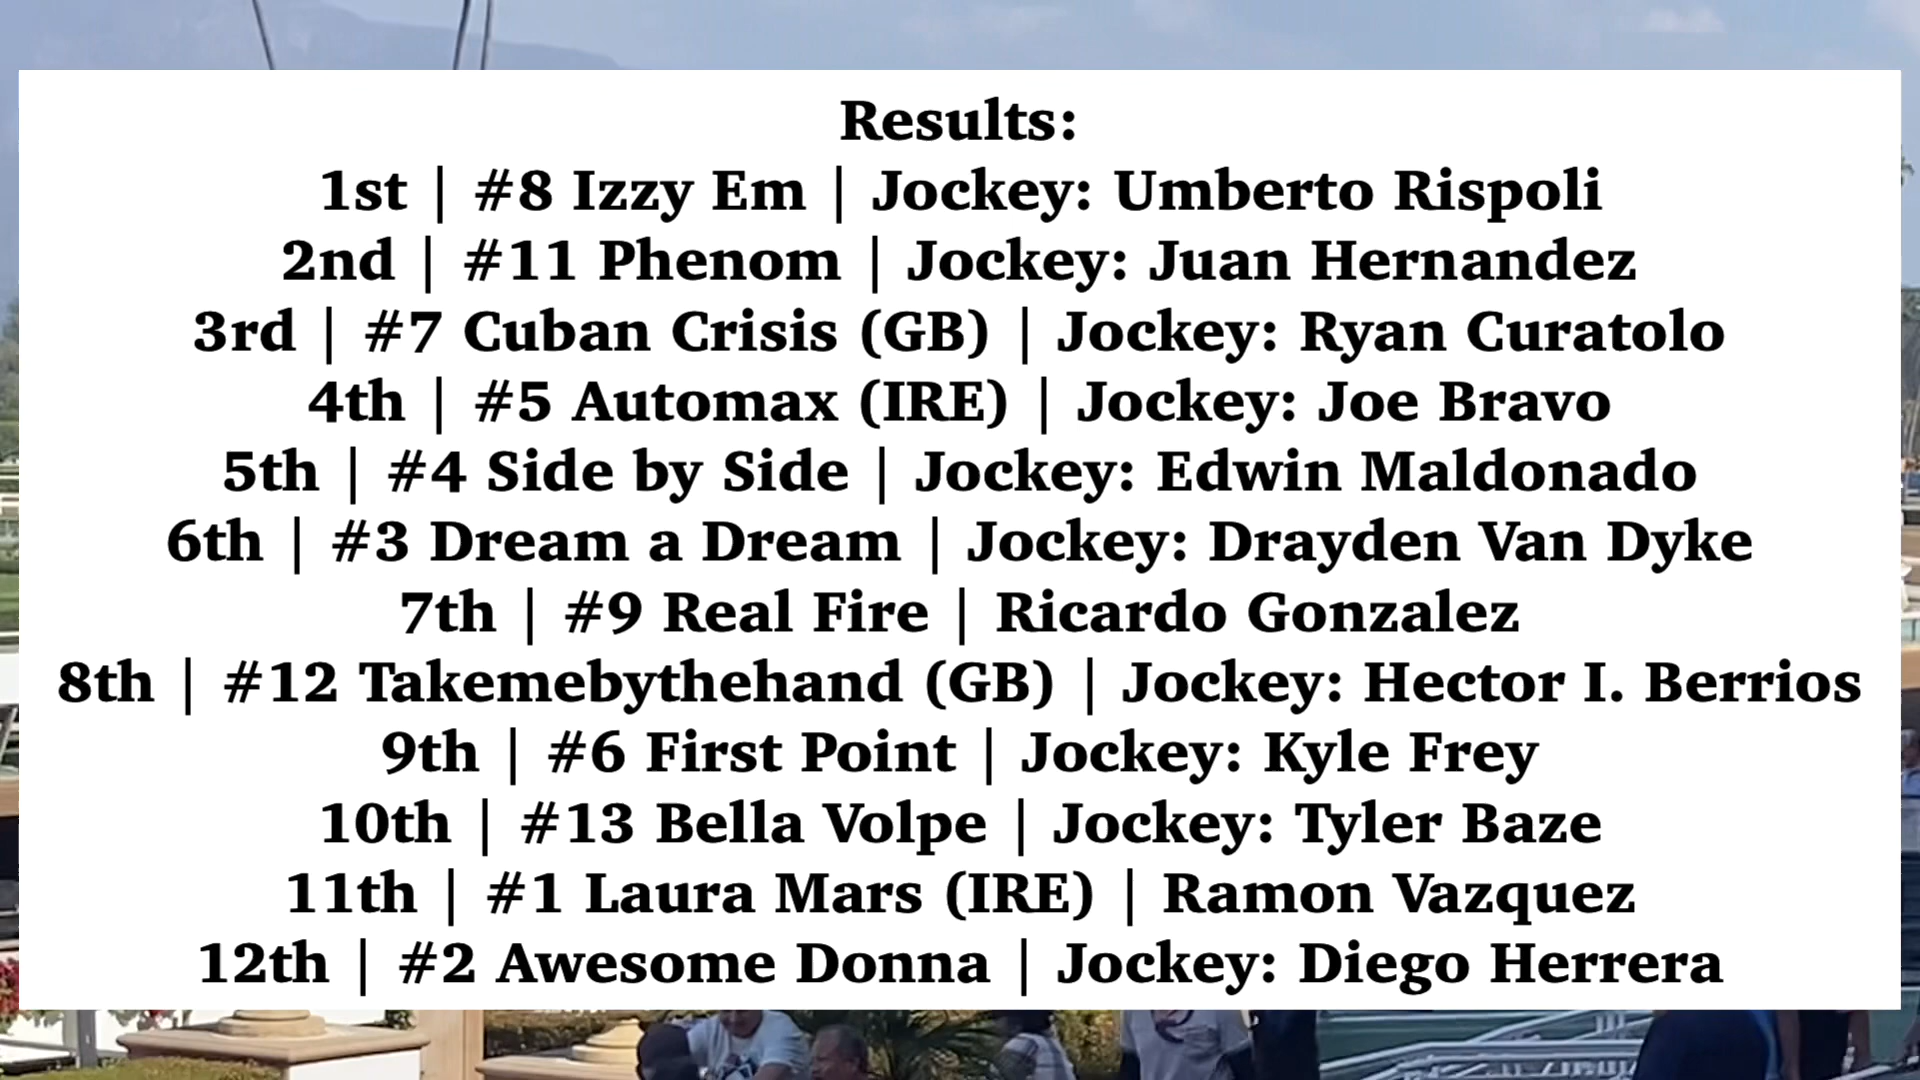 Results:
1st | #8 Izzy Em | Jockey: Umberto Rispoli
2nd | #11 Phenom | Jockey: Juan Hernandez
3rd | #7 Cuban Crisis (GB) | Jockey: Ryan Curatolo
4th | #5 Automax (IRE) | Jockey: Joe Bravo
5th | #4 Side by Side | Jockey: Edwin Maldonado
6th | #3 Dream a Dream | Jockey: Drayden Van Dyke
7th | #9 Real Fire | Ricardo Gonzalez
8th | #12 Takemebythehand (GB) | Jockey: Hector I. Berrios
9th | #6 First Point | Jockey: Kyle Frey
10th | #13 Bella Volpe | Jockey: Tyler Baze
11th | #1 Laura Mars (IRE) | Ramon Vazquez
12th | #2 Awesome Donna | Jockey: Diego Herrera